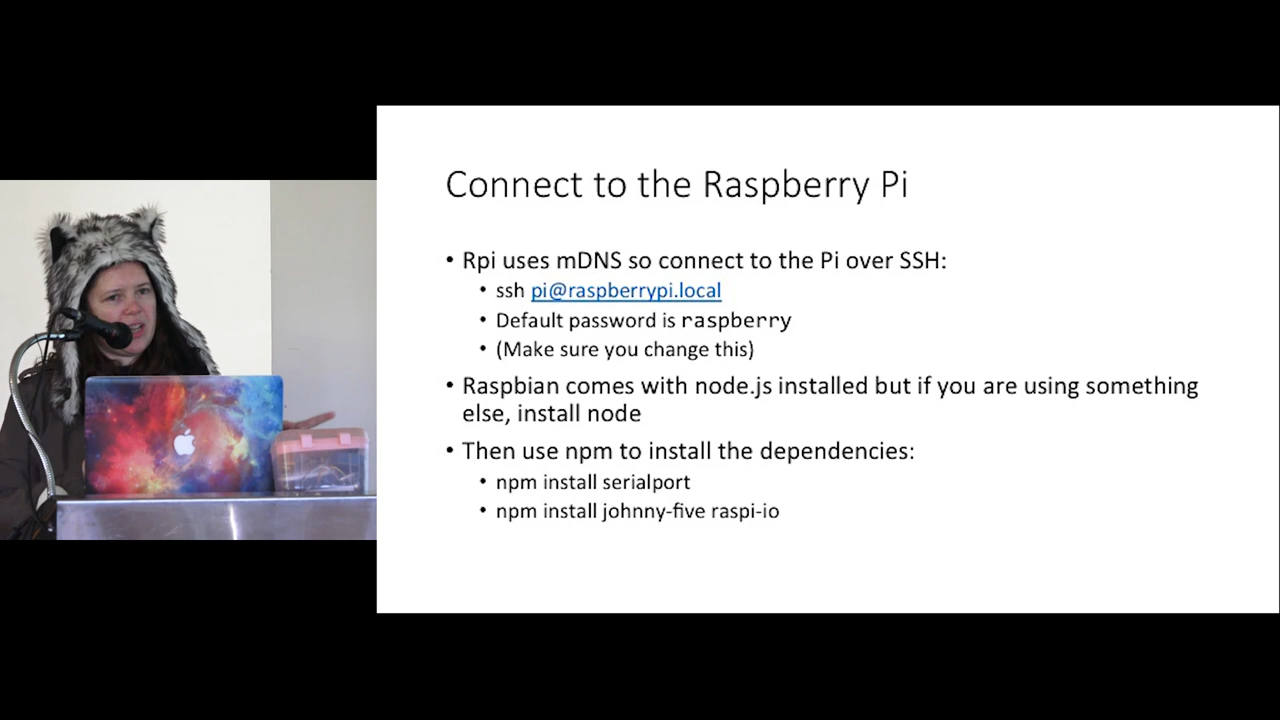 Connect to the Raspberry Pi
• Rpi uses mDNS so connect to the Pi over SSH:
• ssh pi@raspberrypi.local
• Default password is raspberry
• (Make sure you change this)
• Raspbian comes with node.js installed but if you are using something
else, install node
• Then use npm to install the dependencies:
• npm install serialport
• npm install johnny-five raspi-io